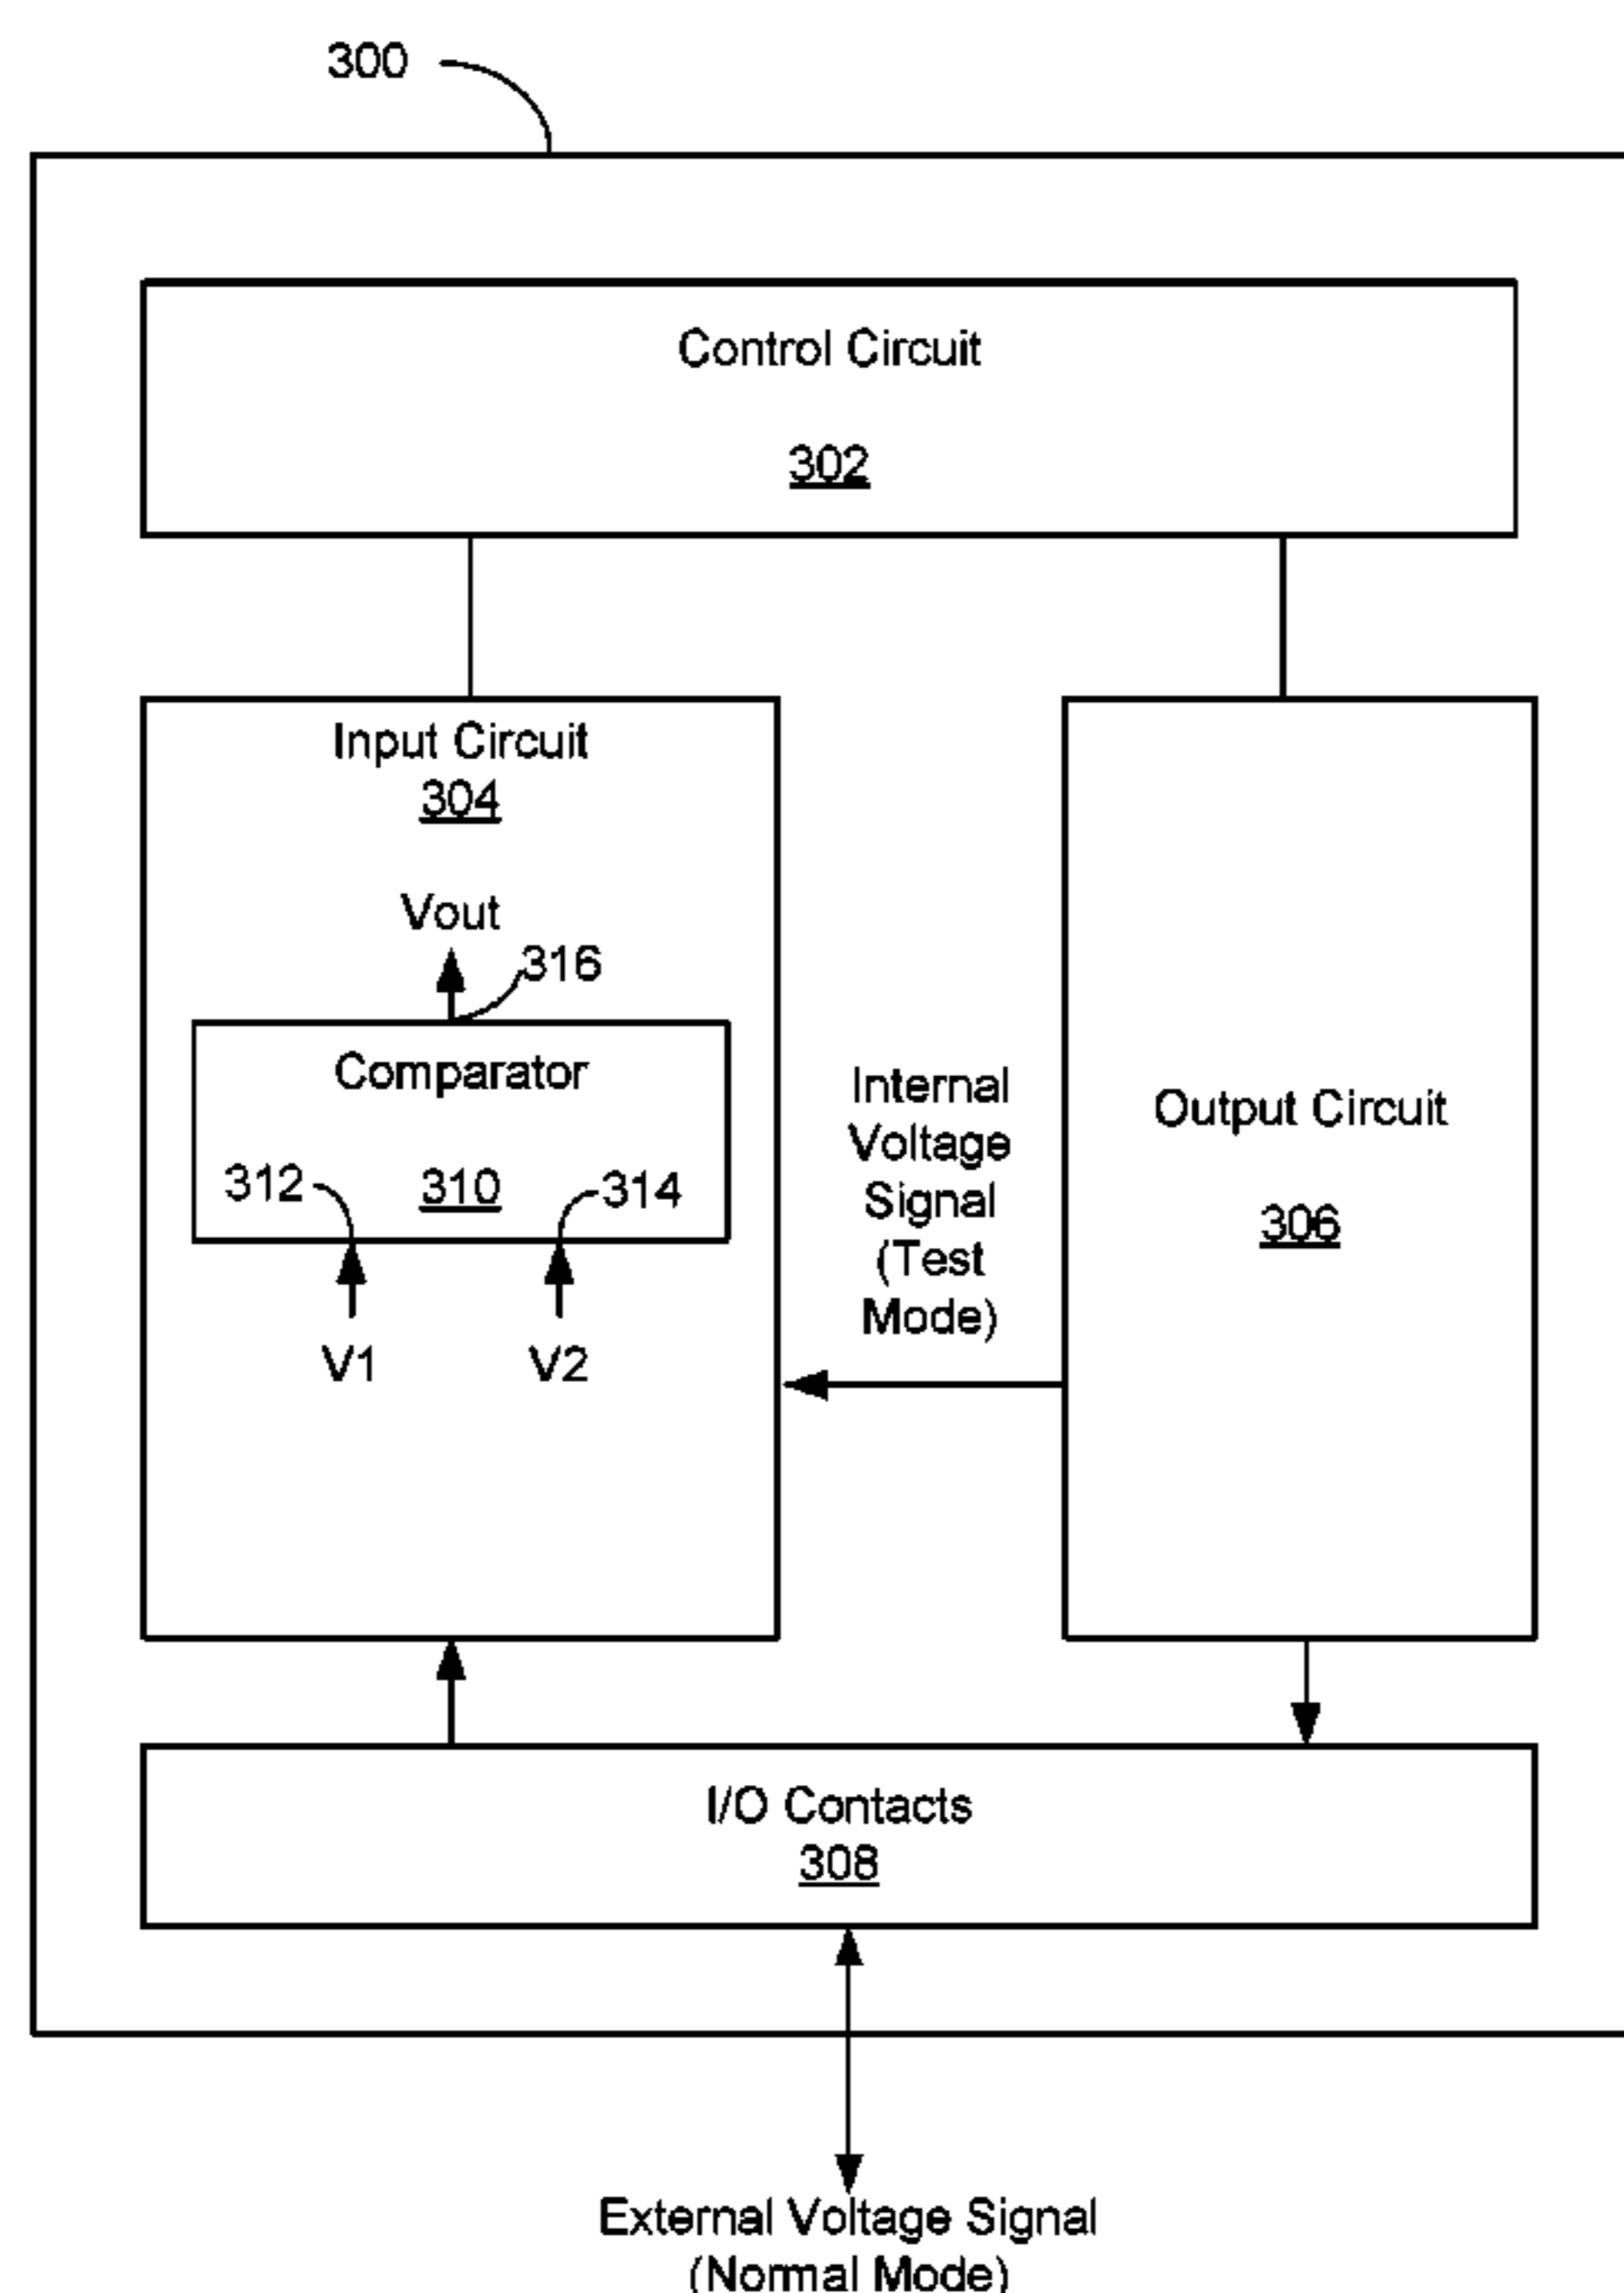 300
Control Circuit
302
Input Circuit
304
Vout
316
Comparator
312
310
314
V1
V2
Internal
Voltage
Signal
(Test
Mode)
Output Circuit
306
I/O Contacts
308
External Voltage Signal
(Normal Mode)